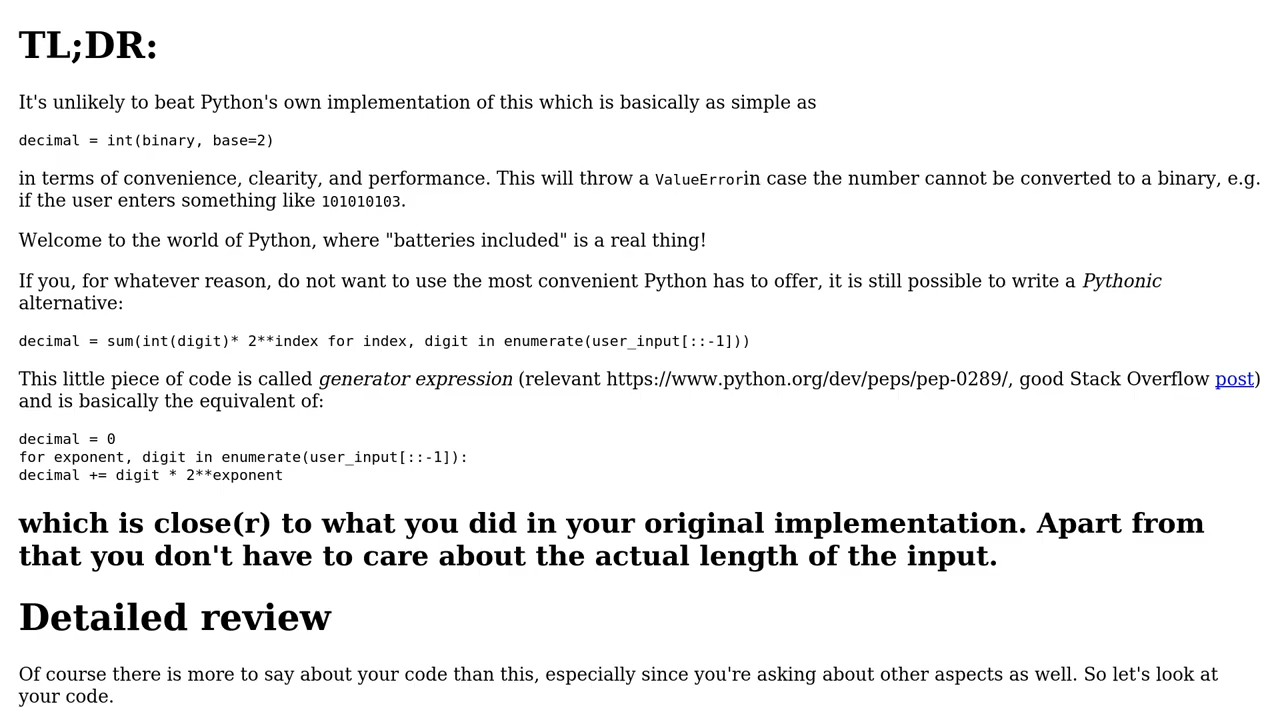 TL;DR:
It's unlikely to beat Python's own implementation of this which is basically as simple as
decimal = int(binary, base=2)
in terms of convenience, clearity, and performance. This will throw a ValueErrorin case the number cannot be converted to a binary, e.g.
if the user enters something like 101010103.
Welcome to the world of Python, where "batteries included" is a real thing!
If you, for whatever reason, do not want to use the most convenient Python has to offer, it is still possible to write a Pythonic
alternative:
decimal = sum(int(digit)* 2**index for index, digit in enumerate(user_input[::-1]))
This little piece of code is called generator expression (relevant https://www.python.org/dev/peps/pep-0289/, good Stack Overflow post)
and is basically the equivalent of:
decimal = 0
for exponent, digit in enumerate(user_input[::-1]):
decimal += digit * 2**exponent
which is close(r) to what you did in your original implementation. Apart from
that you don't have to care about the actual length of the input.
Detailed review
Of course there is more to say about your code than this, especially since you're asking about other aspects as well. So let's look at
your code.